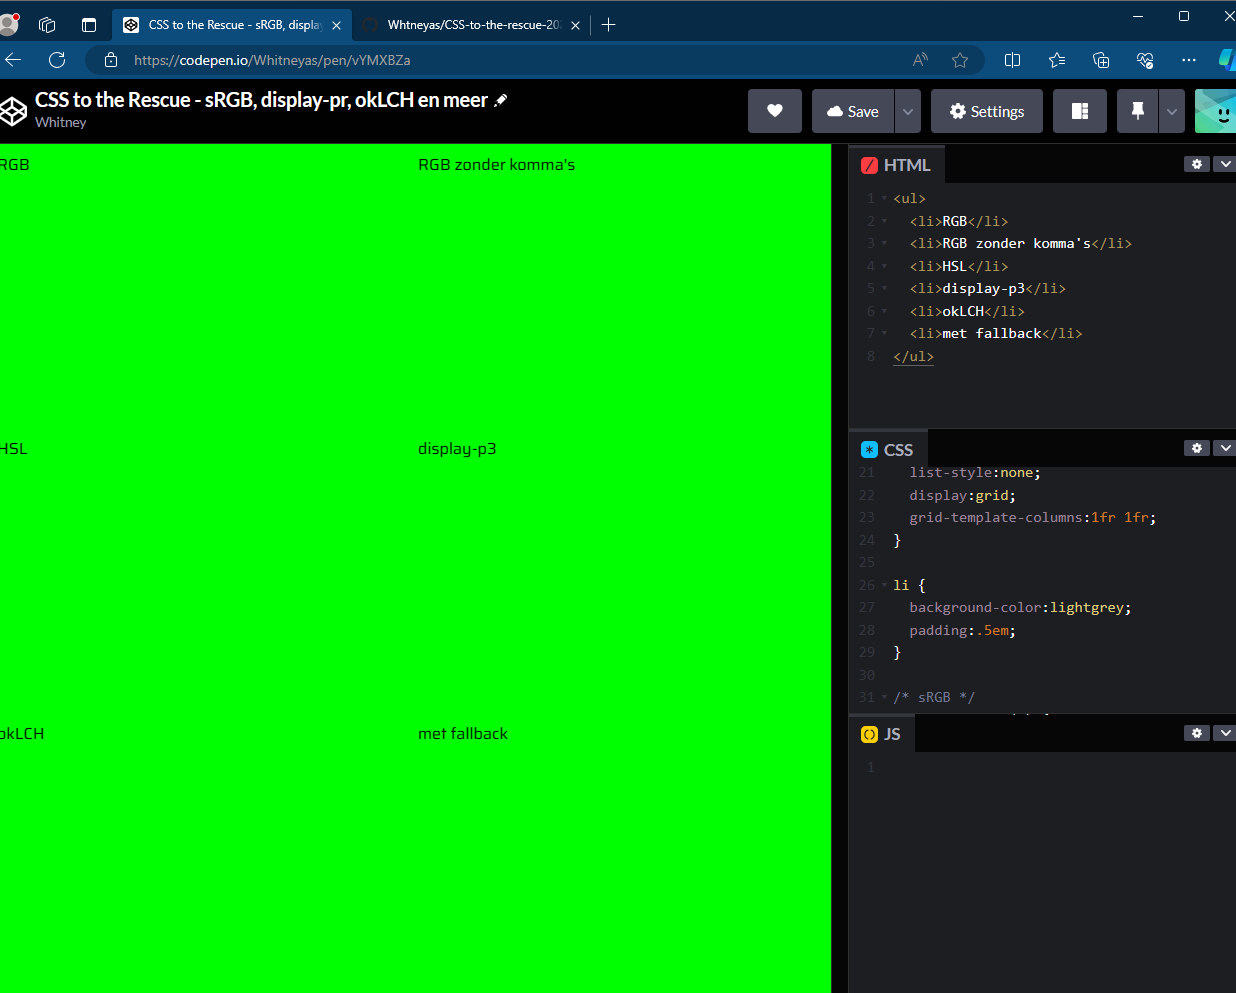 CSS to the Rescue - sRGB, displa
Whtneyas/CSS-to-the-rescue-20
https://codepen.io/Whitneyas/pen/vYMXBZa
CSS to the Rescue - sRGB, display-pr, okLCH en meer
Whitney
Save
Settings
RGB
RGB zonder komma's
HSL
display-p3
okLCH
met fallback
HTML
1 <ul>
2 <li>RGB</li>
3 <li>RGB zonder komma's</li>
4 <li>HSL</li>
5 <li>display-p3</li>
6 <li>okLCH</li>
7 <li>met fallback</li>
8 </ul>
CSS
21 list-style:none;
22 display:grid;
23 grid-template-columns:1fr 1fr;
24 }
25
26 li {
27 background-color:lightgrey;
28 padding:.5em;
29 }
30
31 /* sRGB */
JS
1